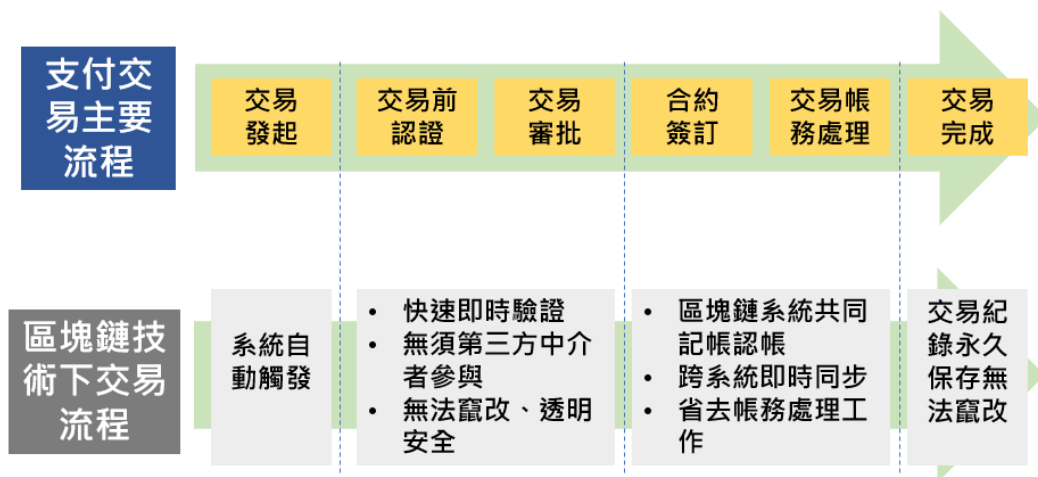 支付交
易主要
流程
交易
發起
交易前
認證
交易
審批
合約
簽訂
交易帳
務處理
交易
完成
區塊鏈技
術下交易
流程
系統自
動觸發
• 快速即時驗證
• 無須第三方中介
者參與
• 無法竄改、透明
安全
• 區塊鏈系統共同
記帳認帳
• 跨系統即時同步
• 省去帳務處理工
作
交易紀
錄永久
保存無
法竄改